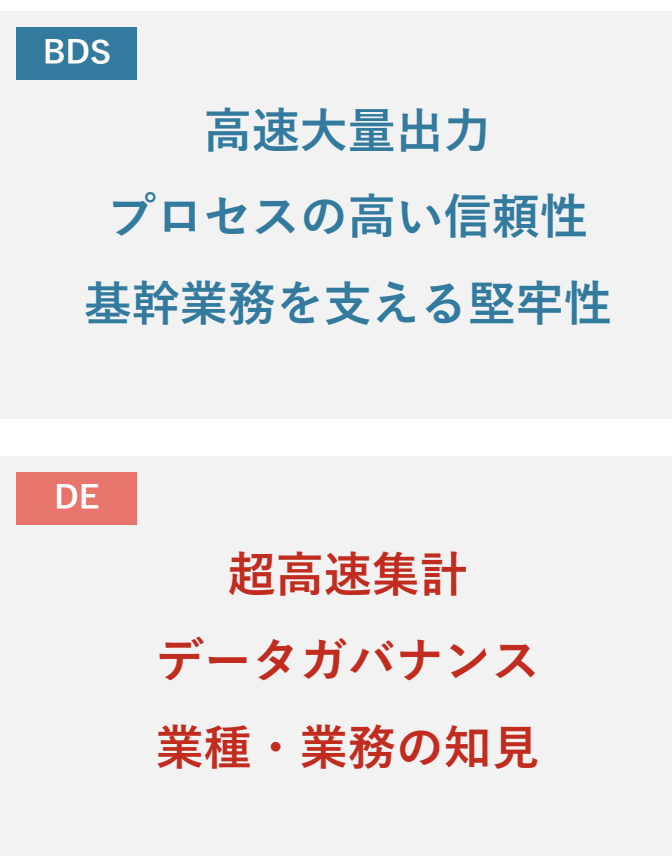 BDS
高速大量出力
プロセスの高い信頼性
基幹業務を支える堅牢性
DE
超高速集計
データガバナンス
業種・業務の知見